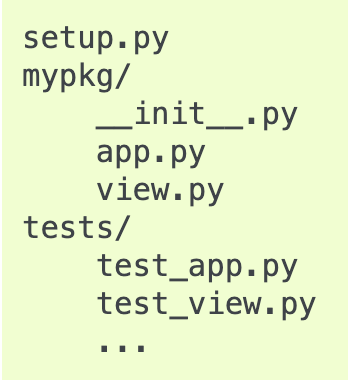 setup.py
mypkg/
    __init__.py
    app.py
    view.py
tests/
    test_app.py
    test_view.py
    ...